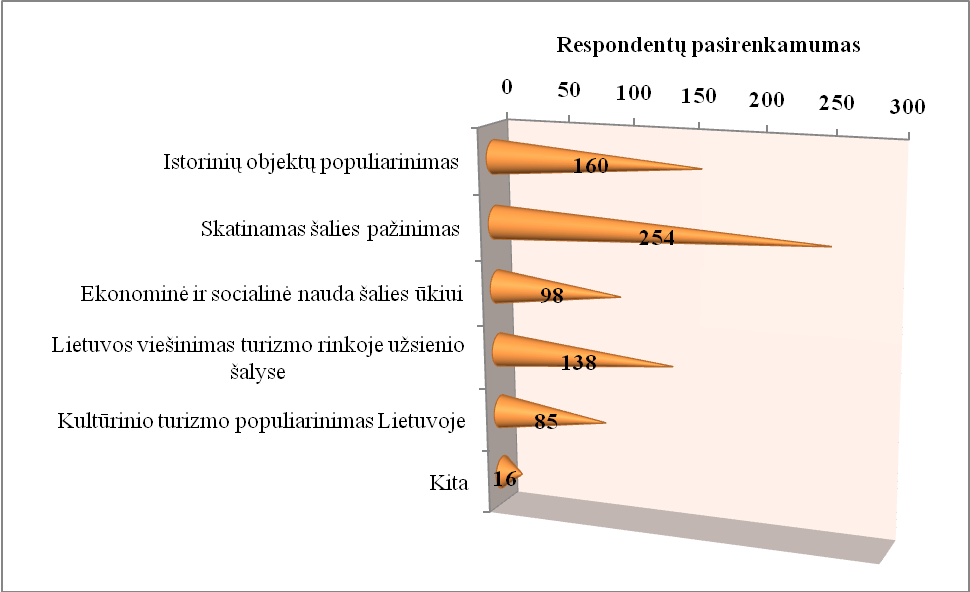 Respondentų pasirenkamumas
0 50 100 150 200 250 300
Istorinių objektų populiarinimas 160
Skatinamas šalies pažinimas 254
Ekonominė ir socialinė nauda šalies ūkiui 98
Lietuvos viešinimas turizmo rinkoje užsienio
šalyse 138
Kultūrinio turizmo populiarinimas Lietuvoje 85
Kita 16